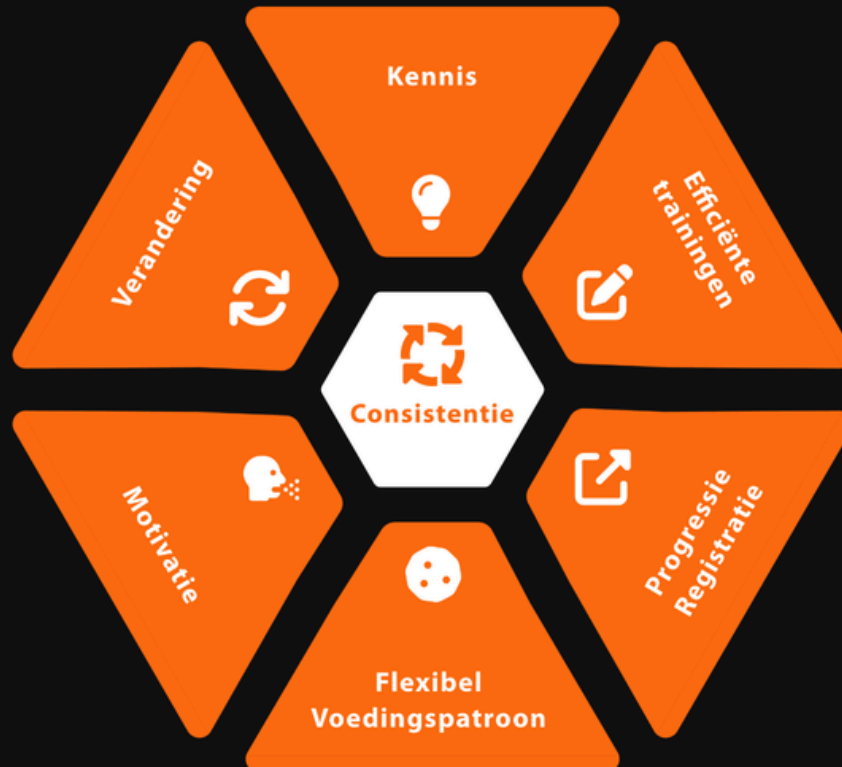 Kennis
Efficiënte
trainingen
Progressie
Registratie
Flexibel
Voedingspatroon
Motivatie
Verandering
Consistentie